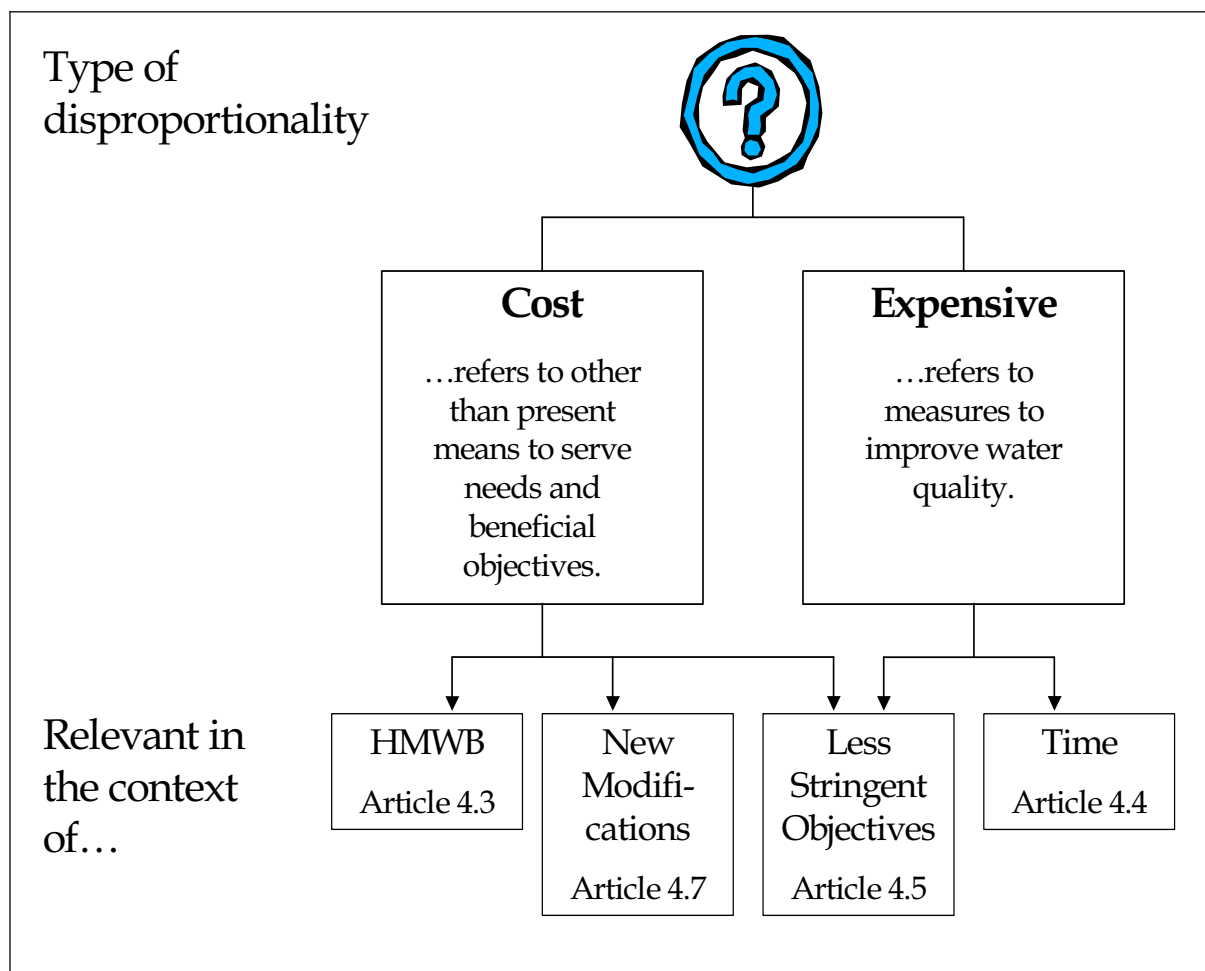 Type of
disproportionality
?
Cost
…refers to other
than present
means to serve
needs and
beneficial
objectives.
Expensive
…refers to
measures to
improve water
quality.
Relevant in
the context
of…
HMWB
Article 4.3
New
Modifi-
cations
Article 4.7
Less
Stringent
Objectives
Article 4.5
Time
Article 4.4